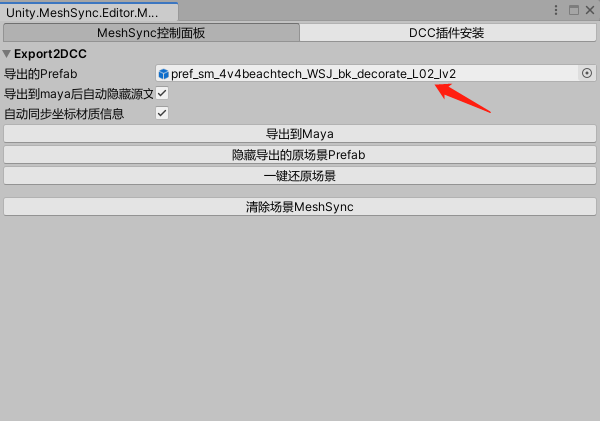 Unity.MeshSync.Editor.M...
MeshSync控制面板 DCC插件安装
Export2DCC
导出的Prefab pref_sm_4v4beachtech_WSJ_bk_decorate_L02_lv2
导出到maya后自动隐藏源文
自动同步坐标材质信息
导出到Maya
隐藏导出的原场景Prefab
一键还原场景
清除场景MeshSync